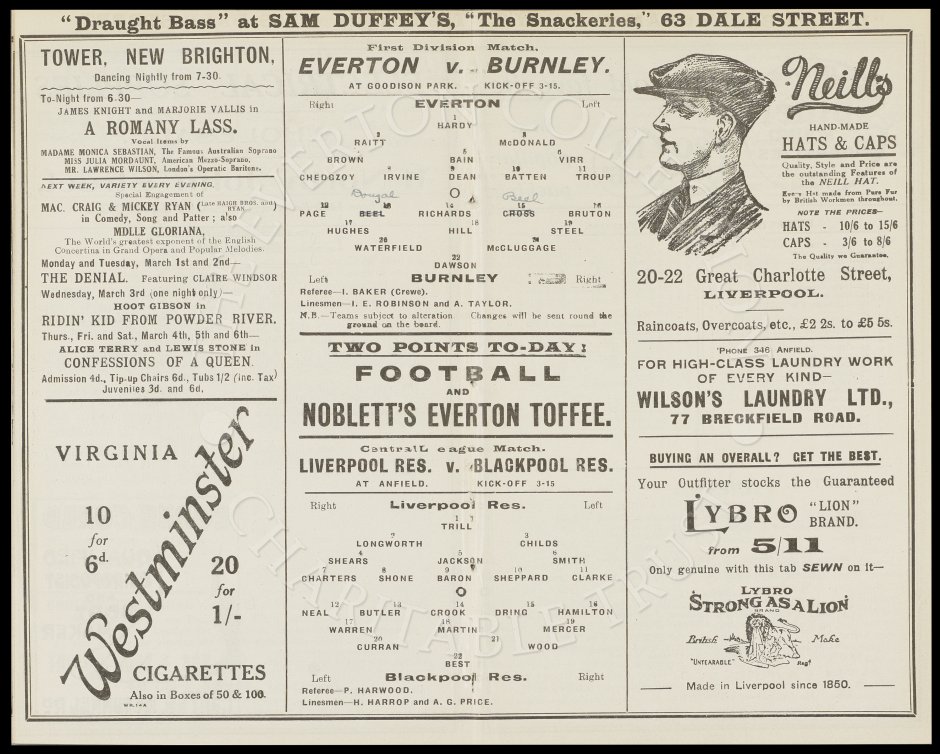 "Draught Bass" at SAM DUFFEY'S, "The Snackeries," 63 DALE STREET.
TOWER, NEW BRIGHTON,
Dancing Nightly from 7-30.
To-Night from 6-30—
JAMES KNIGHT and MARJORIE VALLIS in
A ROMANY LASS.
Vocal Items by
MADAME MONICA SEBASTIAN, The Famous Australian Soprano
MISS JULIA MORDAUNT, American Mezzo-Soprano,
MR. LAWRENCE WILSON, London's Operatic Baritone.
NEXT WEEK, VARIETY EVERY EVENING.
Special Engagement of
MAC. CRAIG & MICKEY RYAN (Late HAIGH BROS. and RYAN)
in Comedy, Song and Patter; also
MDLLE GLORIANA,
The World's greatest exponent of the English
Concertina in Grand Opera and Popular Melodies.
Monday and Tuesday, March 1st and 2nd—
THE DENIAL. Featuring CLAIRE WINDSOR
Wednesday, March 3rd (one night only)—
HOOT GIBSON in
RIDIN' KID FROM POWDER RIVER.
Thurs., Fri. and Sat., March 4th, 5th and 6th—
ALICE TERRY and LEWIS STONE in
CONFESSIONS OF A QUEEN.
Admission 4d., Tip-up Chairs 6d., Tubs 1/2 (inc. Tax)
Juveniles 3d. and 6d.
VIRGINIA
Westminster
10
for
6d.
20
for
1/-
CIGARETTES
Also in Boxes of 50 & 100.
W.R. 14A
First Division Match.
EVERTON v. BURNLEY.
AT GOODISON PARK. KICK-OFF 3-15.
Right EVERTON Left
1
HARDY
2 3
RAITT McDONALD
5 6
BROWN BAIN VIRR
9 10 11
CHEDGZOY IRVINE DEAN BATTEN TROUP
O
Beel
12 13 14 15 16
PAGE BEEL RICHARDS CROSS BRUTON
17 18 19
HUGHES HILL STEEL
20
WATERFIELD McCLUGGAGE
22
DAWSON
Left BURNLEY Right
Referee—I. BAKER (Crewe).
Linesmen—I. E. ROBINSON and A. TAYLOR.
N.B.—Teams subject to alteration Changes will be sent round the
ground on the board.
TWO POINTS TO-DAY!
FOOTBALL
AND
NOBLETT'S EVERTON TOFFEE.
Central League Match.
LIVERPOOL RES. v. BLACKPOOL RES.
AT ANFIELD. KICK-OFF 3-15
Right Liverpool Res. Left
1
TRILL
2 3
LONGWORTH CHILDS
4 5 6
SHEARS JACKSON SMITH
7 8 9 10 11
CHARTERS SHONE BARON SHEPPARD CLARKE
O
12 13 14 15 16
NEAL BUTLER CROOK DRING HAMILTON
17 18 19
WARREN MARTIN MERCER
20 21
CURRAN WOOD
22
BEST
Left Blackpool Res. Right
Referee—P. HARWOOD.
Linesmen—H. HARROP and A. G. PRICE.
Neill's
HAND-MADE
HATS & CAPS
Quality, Style and Price are
the outstanding Features of
the NEILL HAT.
Every Hat made from Pure Fur
by British Workmen throughout.
NOTE THE PRICES—
HATS - 10/6 to 15/6
CAPS - 3/6 to 8/6
The Quality we Guarantee.
20-22 Great Charlotte Street,
LIVERPOOL.
Raincoats, Overcoats, etc., £2 2s. to £5 5s.
'PHONE 346 ANFIELD.
FOR HIGH-CLASS LAUNDRY WORK
OF EVERY KIND—
WILSON'S LAUNDRY LTD.,
77 BRECKFIELD ROAD.
BUYING AN OVERALL? GET THE BEST.
Your Outfitter stocks the Guaranteed
LYBRO "LION"
BRAND.
from 5/11
Only genuine with this tab SEWN on it—
LYBRO
STRONG AS A LION
BRAND
British Make
"UNTEARABLE" Regd
Made in Liverpool since 1850.
EVERTON COLLECTION
CHARITABLE TRUST